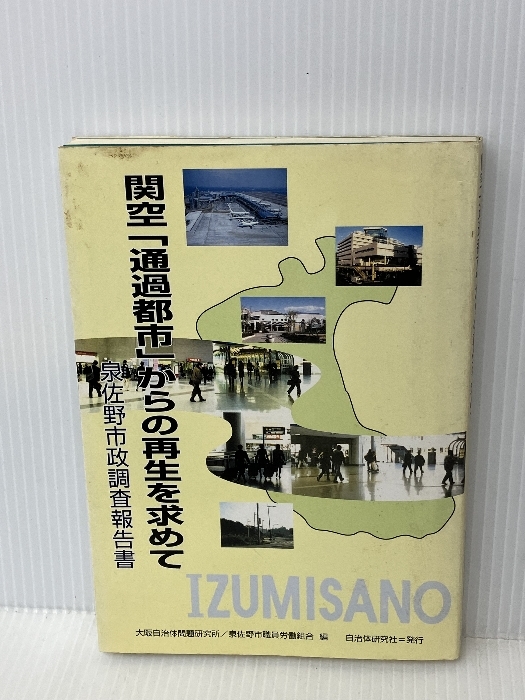 関空「通過都市」からの再生を求めて
泉佐野市政調査報告書
IZUMISANO
大阪自治体問題研究所／泉佐野市職員労働組合 編 自治体研究社＝発行